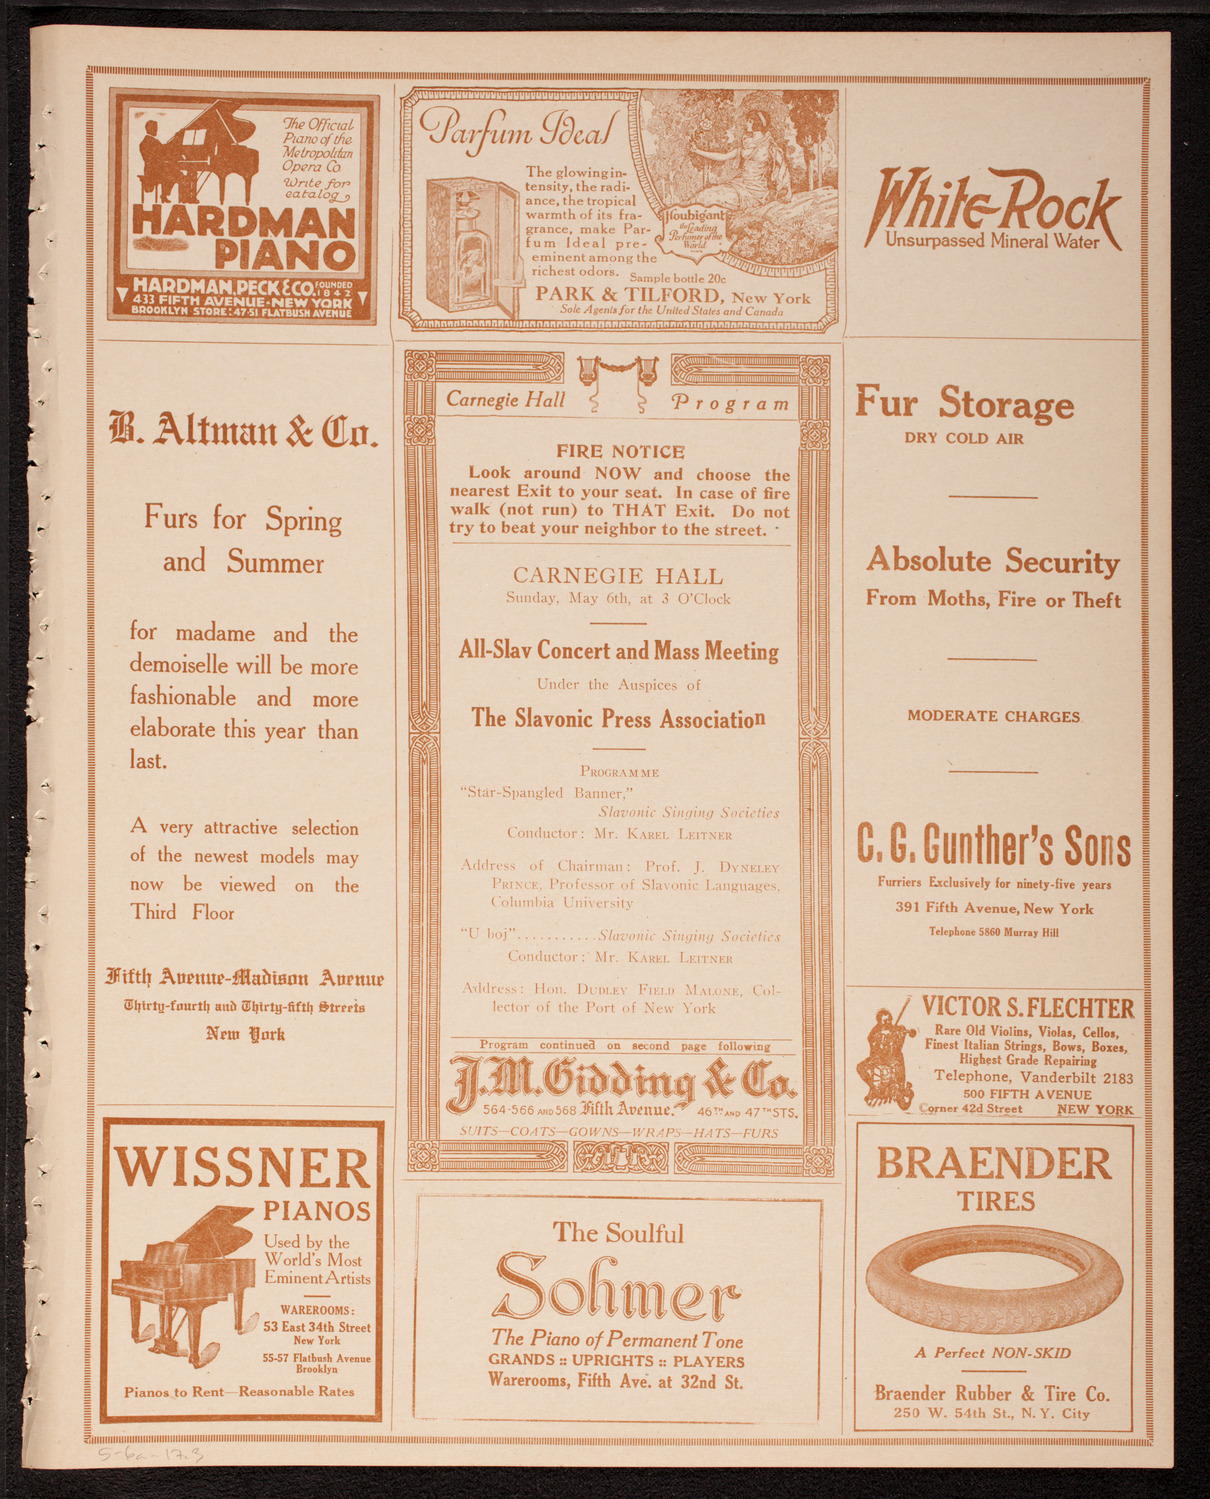 The Official
Piano of the
Metropolitan
Opera Co
Write for
catalog
HARDMAN
PIANO
HARDMAN, PECK & CO. FOUNDED 1842
433 FIFTH AVENUE · NEW YORK
BROOKLYN STORE: 47-51 FLATBUSH AVENUE
Parfum Ideal
The glowing in-
tensity, the radi-
ance, the tropical
warmth of its fra-
grance, make Par-
fum Ideal pre-
eminent among the
richest odors.
Houbigant
the Leading
Perfumer of the
World
Sample bottle 20c
PARK & TILFORD, New York
Sole Agents for the United States and Canada
White Rock
Unsurpassed Mineral Water
B. Altman & Co.
Furs for Spring
and Summer
for madame and the
demoiselle will be more
fashionable and more
elaborate this year than
last.
A very attractive selection
of the newest models may
now be viewed on the
Third Floor
Fifth Avenue-Madison Avenue
Thirty-fourth and Thirty-fifth Streets
New York
Carnegie Hall Program
FIRE NOTICE
Look around NOW and choose the
nearest Exit to your seat. In case of fire
walk (not run) to THAT Exit. Do not
try to beat your neighbor to the street.
CARNEGIE HALL
Sunday, May 6th, at 3 O'Clock
All-Slav Concert and Mass Meeting
Under the Auspices of
The Slavonic Press Association
PROGRAMME
"Star-Spangled Banner,"
Slavonic Singing Societies
Conductor: Mr. KAREL LEITNER
Address of Chairman: Prof. J. DYNELEY
PRINCE, Professor of Slavonic Languages,
Columbia University
"U boj"...........Slavonic Singing Societies
Conductor: Mr. KAREL LEITNER
Address: Hon. DUDLEY FIELD MALONE, Col-
lector of the Port of New York
Program continued on second page following
J.M. Gidding & Co.
564-566 AND 568 Fifth Avenue. 46TH AND 47TH STS.
SUITS—COATS—GOWNS—WRAPS—HATS—FURS
Fur Storage
DRY COLD AIR
Absolute Security
From Moths, Fire or Theft
MODERATE CHARGES
C. G. Gunther's Sons
Furriers Exclusively for ninety-five years
391 Fifth Avenue, New York
Telephone 5860 Murray Hill
VICTOR S. FLECHTER
Rare Old Violins, Violas, Cellos,
Finest Italian Strings, Bows, Boxes,
Highest Grade Repairing
Telephone, Vanderbilt 2183
500 FIFTH AVENUE
Corner 42d Street NEW YORK
WISSNER
PIANOS
Used by the
World's Most
Eminent Artists
WAREROOMS:
53 East 34th Street
New York
55-57 Flatbush Avenue
Brooklyn
Pianos to Rent—Reasonable Rates
The Soulful
Sohmer
The Piano of Permanent Tone
GRANDS :: UPRIGHTS :: PLAYERS
Warerooms, Fifth Ave. at 32nd St.
BRAENDER
TIRES
A Perfect NON-SKID
Braender Rubber & Tire Co.
250 W. 54th St., N. Y. City
5-6a-17.3